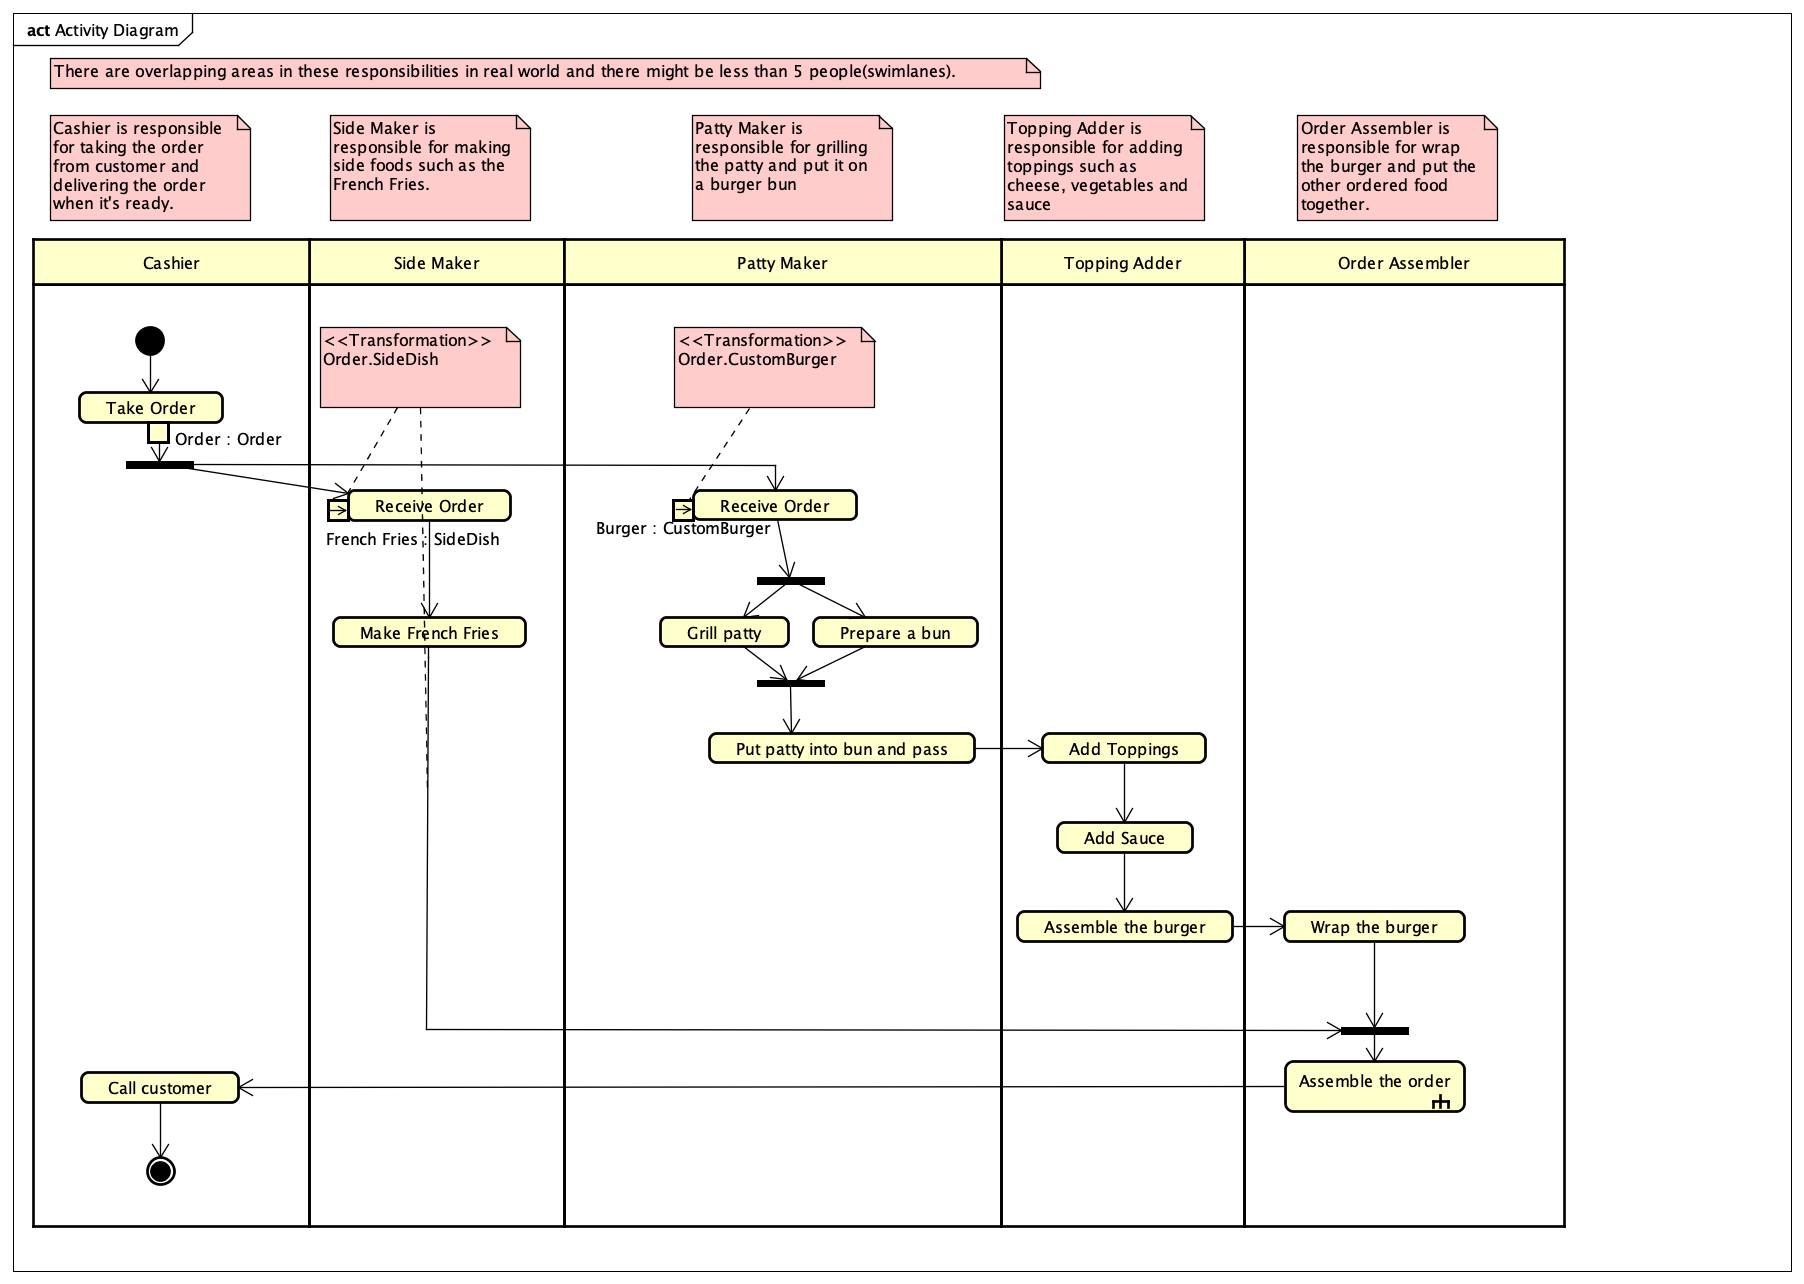 act Activity Diagram
There are overlapping areas in these responsibilities in real world and there might be less than 5 people(swimlanes).
Cashier is responsible
for taking the order
from customer and
delivering the order
when it's ready.
Side Maker is
responsible for making
side foods such as the
French Fries.
Patty Maker is
responsible for grilling
the patty and put it on
a burger bun
Topping Adder is
responsible for adding
toppings such as
cheese, vegetables and
sauce
Order Assembler is
responsible for wrap
the burger and put the
other ordered food
together.
Cashier
Side Maker
Patty Maker
Topping Adder
Order Assembler
<<Transformation>>
Order.SideDish
<<Transformation>>
Order.CustomBurger
Take Order
Order : Order
Receive Order
French Fries : SideDish
Receive Order
Burger : CustomBurger
Make French Fries
Grill patty
Prepare a bun
Put patty into bun and pass
Add Toppings
Add Sauce
Assemble the burger
Wrap the burger
Assemble the order
Call customer